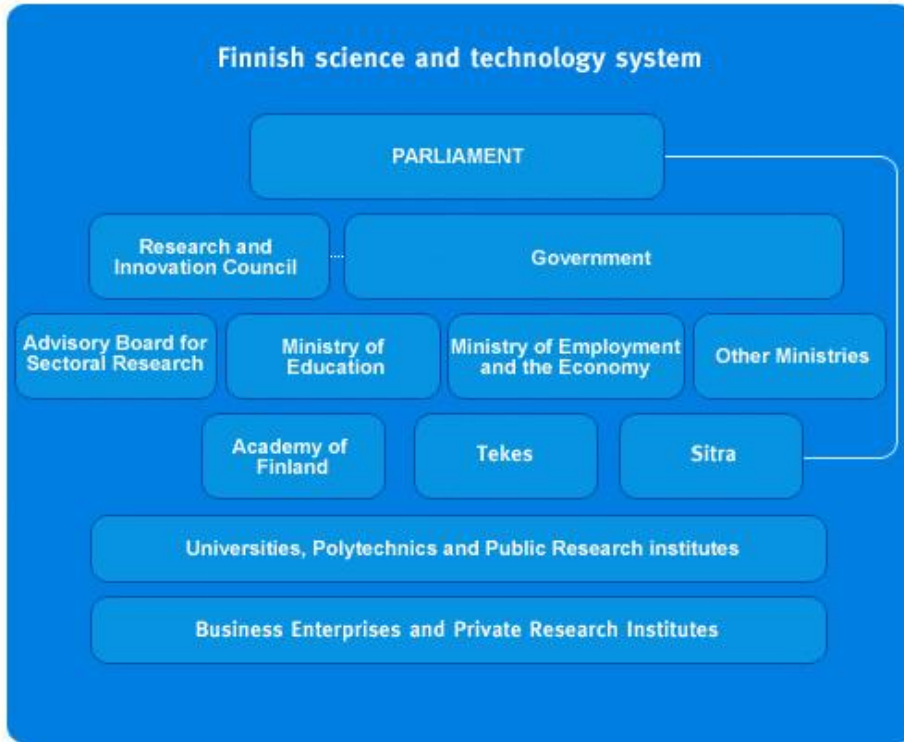 Finnish science and technology system
PARLIAMENT
Research and
Innovation Council
Government
Advisory Board for
Sectoral Research
Ministry of
Education
Ministry of Employment
and the Economy
Other Ministries
Academy of
Finland
Tekes
Sitra
Universities, Polytechnics and Public Research institutes
Business Enterprises and Private Research Institutes